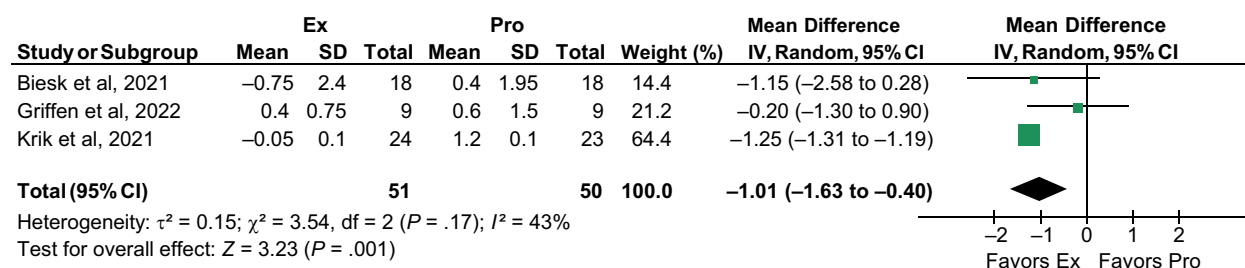 Ex Pro Mean Difference Mean Difference
Study or Subgroup Mean SD Total Mean SD Total Weight (%) IV, Random, 95% CI IV, Random, 95% CI
Biesk et al, 2021 –0.75 2.4 18 0.4 1.95 18 14.4 –1.15 (–2.58 to 0.28)
Griffen et al, 2022 0.4 0.75 9 0.6 1.5 9 21.2 –0.20 (–1.30 to 0.90)
Krik et al, 2021 –0.05 0.1 24 1.2 0.1 23 64.4 –1.25 (–1.31 to –1.19)
Total (95% CI) 51 50 100.0 –1.01 (–1.63 to –0.40)
Heterogeneity: τ² = 0.15; χ² = 3.54, df = 2 (P = .17); I² = 43%
Test for overall effect: Z = 3.23 (P = .001)
–2 –1 0 1 2
Favors Ex Favors Pro